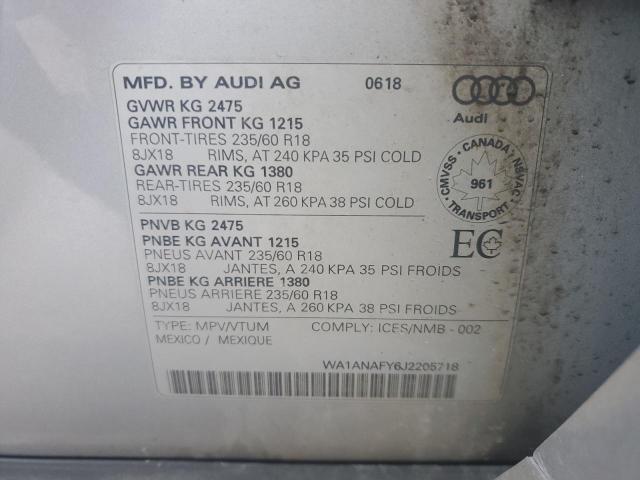 MFD. BY AUDI AG 0618
Audi
GVWR KG 2475
GAWR FRONT KG 1215
FRONT-TIRES 235/60 R18
8JX18 RIMS, AT 240 KPA 35 PSI COLD
GAWR REAR KG 1380
REAR-TIRES 235/60 R18
8JX18 RIMS, AT 260 KPA 38 PSI COLD
CMVSS - CANADA - NSVAC
961
TRANSPORT
PNVB KG 2475
PNBE KG AVANT 1215
PNEUS AVANT 235/60 R18
8JX18 JANTES, A 240 KPA 35 PSI FROIDS
PNBE KG ARRIERE 1380
PNEUS ARRIERE 235/60 R18
8JX18 JANTES, A 260 KPA 38 PSI FROIDS
EC
TYPE: MPV/VTUM COMPLY: ICES/NMB - 002
MEXICO / MEXIQUE
WA1ANAFY6J2205718